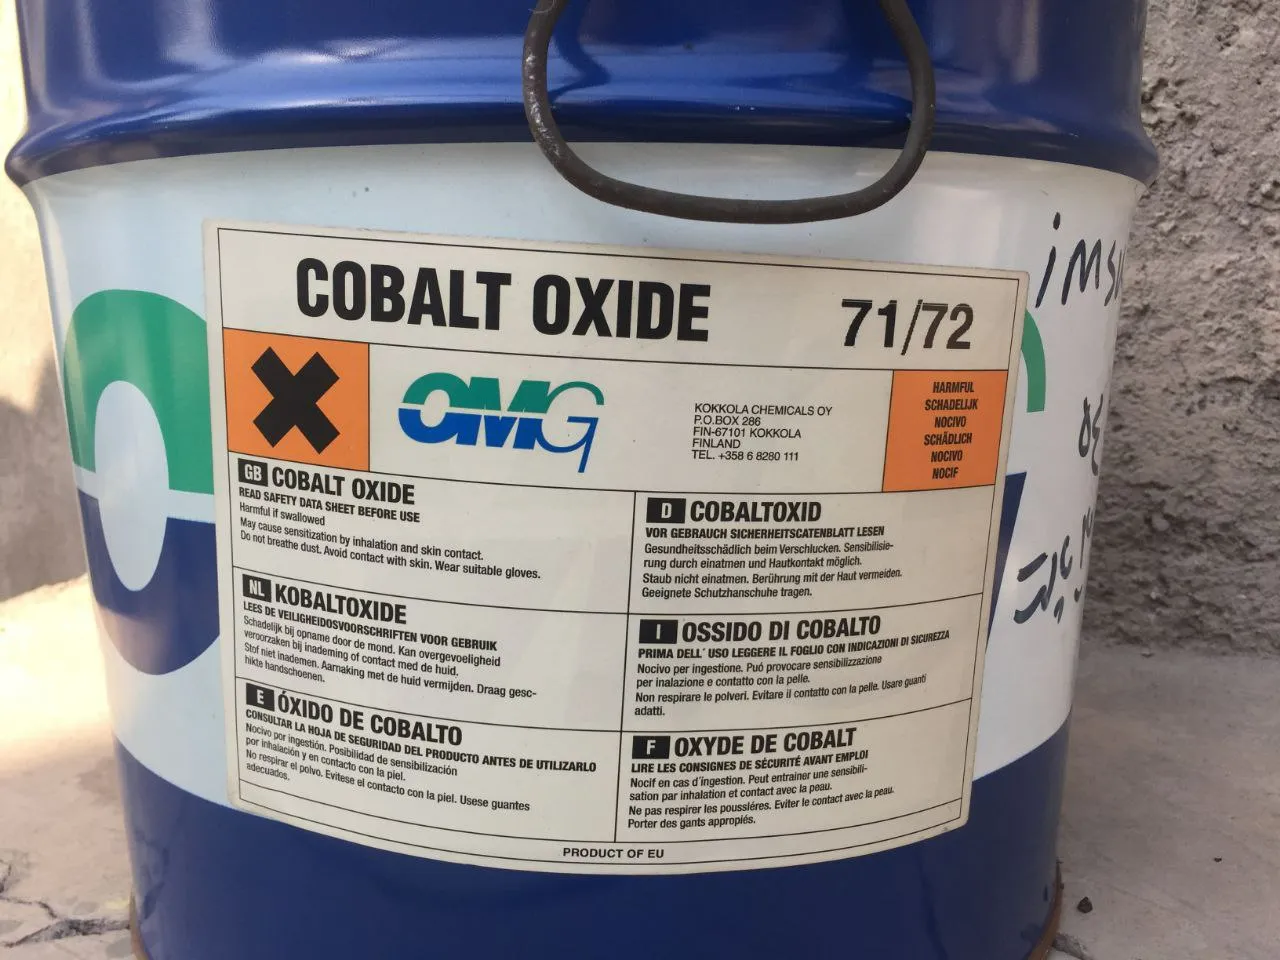 COBALT OXIDE 71/72
OMG
KOKKOLA CHEMICALS OY
P.O.BOX 286
FIN-67101 KOKKOLA
FINLAND
TEL. +358 6 8280 111
HARMFUL
SCHADELIJK
NOCIVO
SCHÄDLICH
NOCIVO
NOCIF
GB COBALT OXIDE
READ SAFETY DATA SHEET BEFORE USE
Harmful if swallowed
May cause sensitization by inhalation and skin contact.
Do not breathe dust. Avoid contact with skin. Wear suitable gloves.
D COBALTOXID
VOR GEBRAUCH SICHERHEITSCATENBLATT LESEN
Gesundheitsschädlich beim Verschlucken. Sensibilisie-
rung durch einatmen und Hautkontakt möglich.
Staub nicht einatmen. Berührung mit der Haut vermeiden.
Geeignete Schutzhanschuhe tragen.
NL KOBALTOXIDE
LEES DE VEILIGHEIDSVOORSCHRIFTEN VOOR GEBRUIK
Schadelijk bij opname door de mond. Kan overgevoeligheid
veroorzaken bij inademing of contact med de huid.
Stof niet inademen. Aarnaking met de huid vermijden. Draag gesc-
hikte handschoenen.
I OSSIDO DI COBALTO
PRIMA DELL' USO LEGGERE IL FOGLIO CON INDICAZIONI DI SICUREZZA
Nocivo per ingestione. Puó provocare sensibilizzazione
per inalazione e contatto con la pelle.
Non respirare le polveri. Evitare il contatto con la pelle. Usare guanti
adatti.
E ÓXIDO DE COBALTO
CONSULTAR LA HOJA DE SEGURIDAD DEL PRODUCTO ANTES DE UTILIZARLO
Nocivo por ingestión. Posibilidad de sensibilización
por inhalación y en contacto con la piel.
No respirar el polvo. Evitese el contacto con la piel. Usese guantes
adecuados.
F OXYDE DE COBALT
LIRE LES CONSIGNES DE SÉCURITÉ AVANT EMPLOI
Nocif en cas d'ingestion. Peut entrainer une sensibili-
sation par inhalation et contact avec la peau.
Ne pas respirer les poussléres. Eviter le contact avec la peau.
Porter des gants appropiés.
PRODUCT OF EU